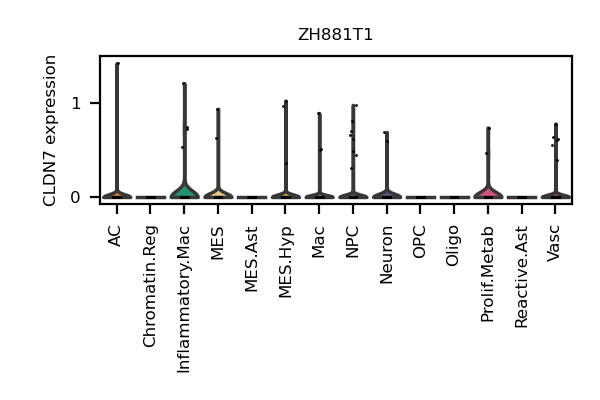 ZH881T1
CLDN7 expression
1
0
AC
Chromatin.Reg
Inflammatory.Mac
MES
MES.Ast
MES.Hyp
Mac
NPC
Neuron
OPC
Oligo
Prolif.Metab
Reactive.Ast
Vasc